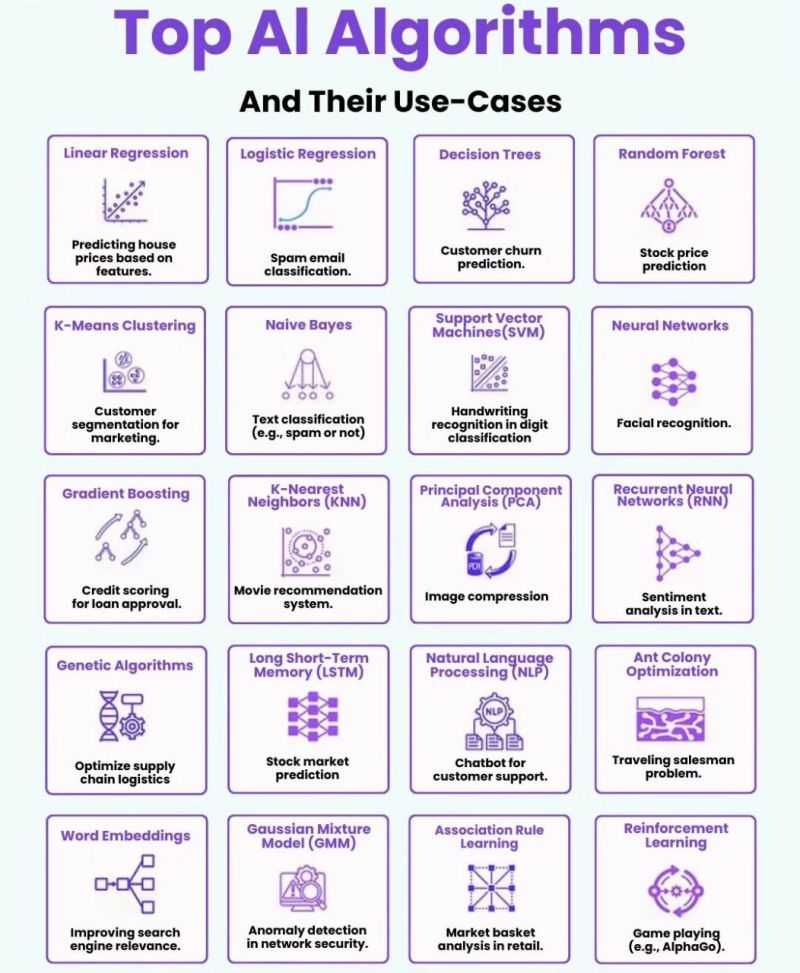 Top AI Algorithms
And Their Use-Cases
Linear Regression
Predicting house
prices based on
features.
Logistic Regression
Spam email
classification.
Decision Trees
Customer churn
prediction.
Random Forest
Stock price
prediction
K-Means Clustering
Customer
segmentation for
marketing.
Naive Bayes
Text classification
(e.g., spam or not)
Support Vector
Machines(SVM)
Handwriting
recognition in digit
classification
Neural Networks
Facial recognition.
Gradient Boosting
Credit scoring
for loan approval.
K-Nearest
Neighbors (KNN)
Movie recommendation
system.
Principal Component
Analysis (PCA)
PCR
Image compression
Recurrent Neural
Networks (RNN)
Sentiment
analysis in text.
Genetic Algorithms
Optimize supply
chain logistics
Long Short-Term
Memory (LSTM)
Stock market
prediction
Natural Language
Processing (NLP)
NLP
Chatbot for
customer support.
Ant Colony
Optimization
Traveling salesman
problem.
Word Embeddings
Improving search
engine relevance.
Gaussian Mixture
Model (GMM)
Anomaly detection
in network security.
Association Rule
Learning
Market basket
analysis in retail.
Reinforcement
Learning
Game playing
(e.g., AlphaGo).